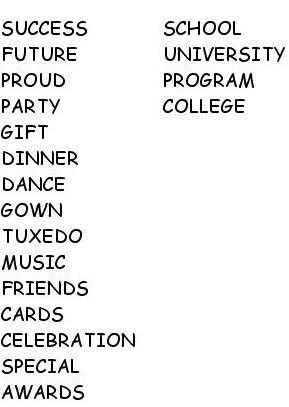 SUCCESS
FUTURE
PROUD
PARTY
GIFT
DINNER
DANCE
GOWN
TUXEDO
MUSIC
FRIENDS
CARDS
CELEBRATION
SPECIAL
AWARDS
SCHOOL
UNIVERSITY
PROGRAM
COLLEGE